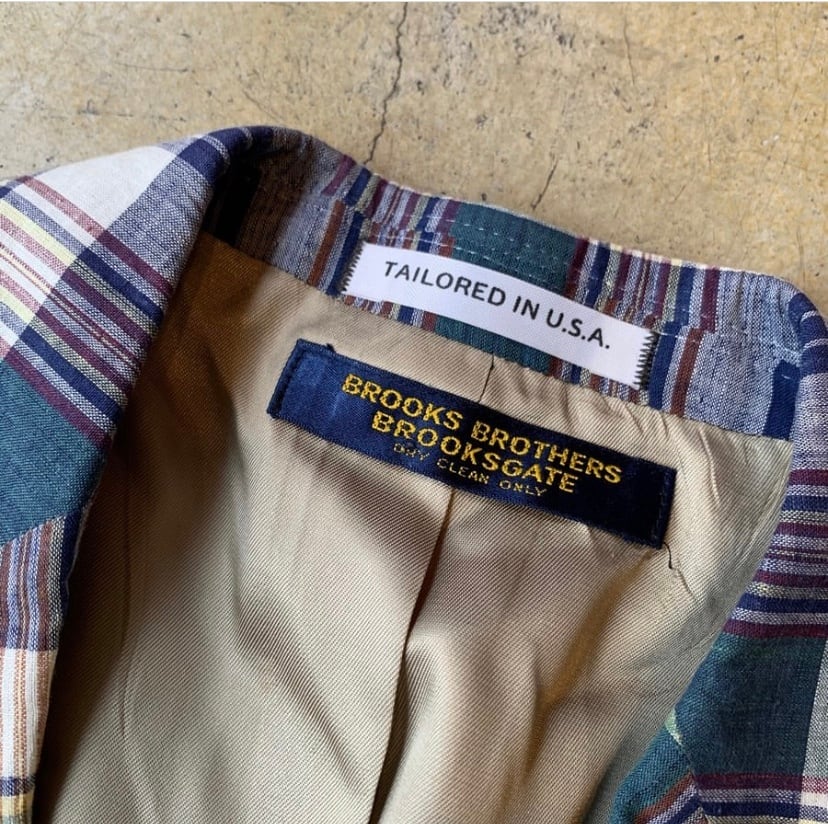 TAILORED IN U.S.A.
BROOKS BROTHERS
BROOKSGATE
DRY CLEAN ONLY